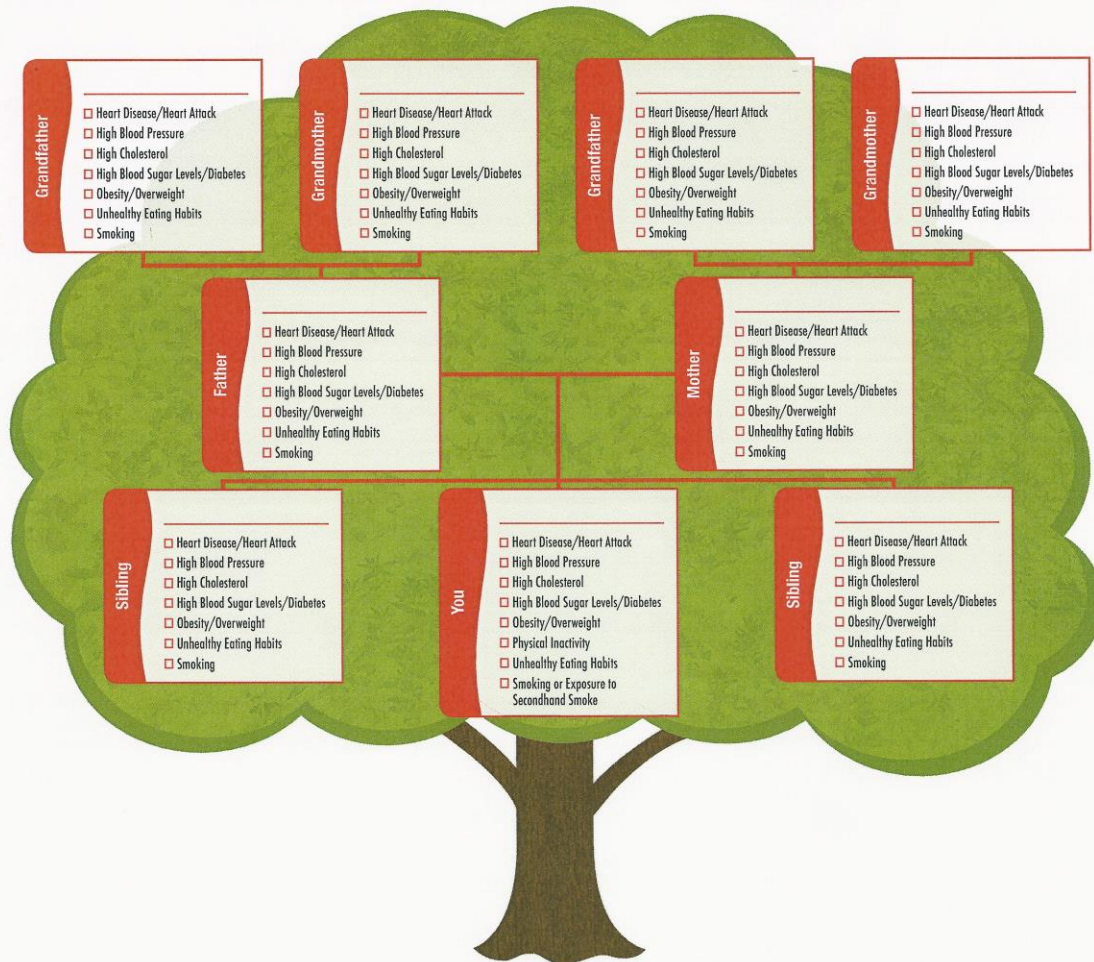 Grandfather
☐ Heart Disease/Heart Attack
☐ High Blood Pressure
☐ High Cholesterol
☐ High Blood Sugar Levels/Diabetes
☐ Obesity/Overweight
☐ Unhealthy Eating Habits
☐ Smoking
Grandmother
☐ Heart Disease/Heart Attack
☐ High Blood Pressure
☐ High Cholesterol
☐ High Blood Sugar Levels/Diabetes
☐ Obesity/Overweight
☐ Unhealthy Eating Habits
☐ Smoking
Grandfather
☐ Heart Disease/Heart Attack
☐ High Blood Pressure
☐ High Cholesterol
☐ High Blood Sugar Levels/Diabetes
☐ Obesity/Overweight
☐ Unhealthy Eating Habits
☐ Smoking
Grandmother
☐ Heart Disease/Heart Attack
☐ High Blood Pressure
☐ High Cholesterol
☐ High Blood Sugar Levels/Diabetes
☐ Obesity/Overweight
☐ Unhealthy Eating Habits
☐ Smoking
Father
☐ Heart Disease/Heart Attack
☐ High Blood Pressure
☐ High Cholesterol
☐ High Blood Sugar Levels/Diabetes
☐ Obesity/Overweight
☐ Unhealthy Eating Habits
☐ Smoking
Mother
☐ Heart Disease/Heart Attack
☐ High Blood Pressure
☐ High Cholesterol
☐ High Blood Sugar Levels/Diabetes
☐ Obesity/Overweight
☐ Unhealthy Eating Habits
☐ Smoking
Sibling
☐ Heart Disease/Heart Attack
☐ High Blood Pressure
☐ High Cholesterol
☐ High Blood Sugar Levels/Diabetes
☐ Obesity/Overweight
☐ Unhealthy Eating Habits
☐ Smoking
You
☐ Heart Disease/Heart Attack
☐ High Blood Pressure
☐ High Cholesterol
☐ High Blood Sugar Levels/Diabetes
☐ Obesity/Overweight
☐ Physical Inactivity
☐ Unhealthy Eating Habits
☐ Smoking or Exposure to
Secondhand Smoke
Sibling
☐ Heart Disease/Heart Attack
☐ High Blood Pressure
☐ High Cholesterol
☐ High Blood Sugar Levels/Diabetes
☐ Obesity/Overweight
☐ Unhealthy Eating Habits
☐ Smoking